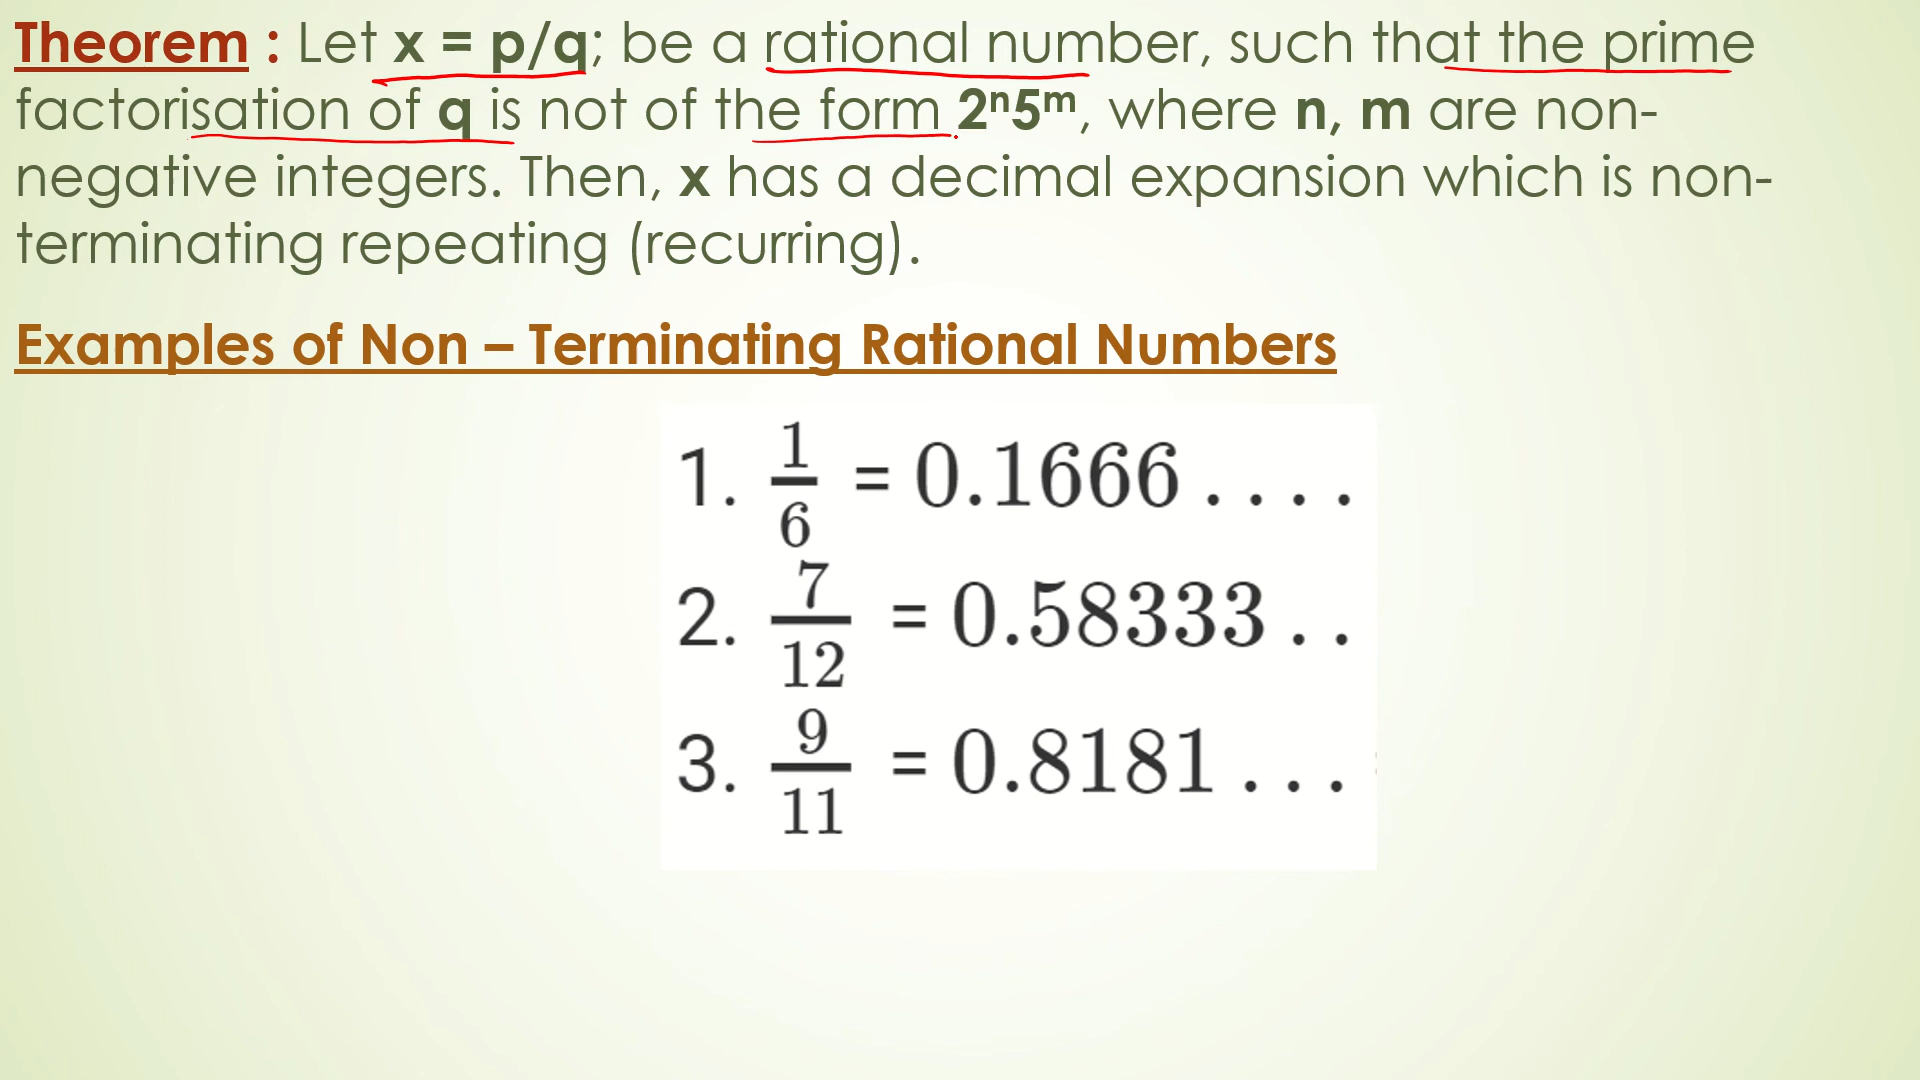 Theorem : Let x = p/q; be a rational number, such that the prime
factorisation of q is not of the form 2ⁿ5ᵐ, where n, m are non-
negative integers. Then, x has a decimal expansion which is non-
terminating repeating (recurring).
Examples of Non – Terminating Rational Numbers
1. 1/6 = 0.1666 . . . .
2. 7/12 = 0.58333 . .
3. 9/11 = 0.8181 . . .